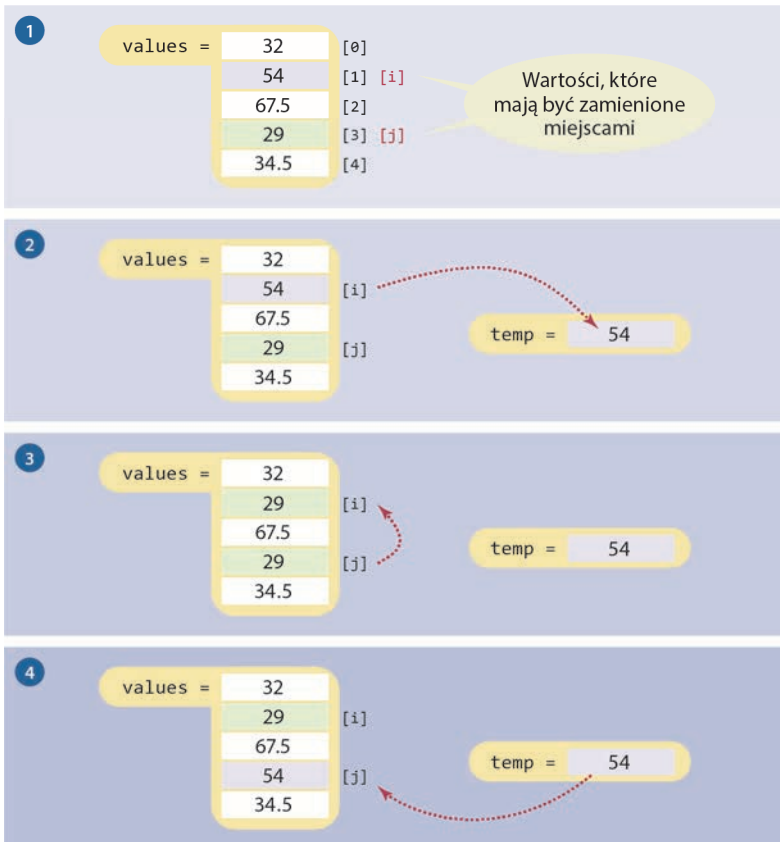 1
values = 32 [0]
54 [1] [i]
67.5 [2]
29 [3] [j]
34.5 [4]
Wartości, które
mają być zamienione
miejscami
2
values = 32
54 [i]
67.5
29 [j]
34.5
temp = 54
3
values = 32
29 [i]
67.5
29 [j]
34.5
temp = 54
4
values = 32
29 [i]
67.5
54 [j]
34.5
temp = 54